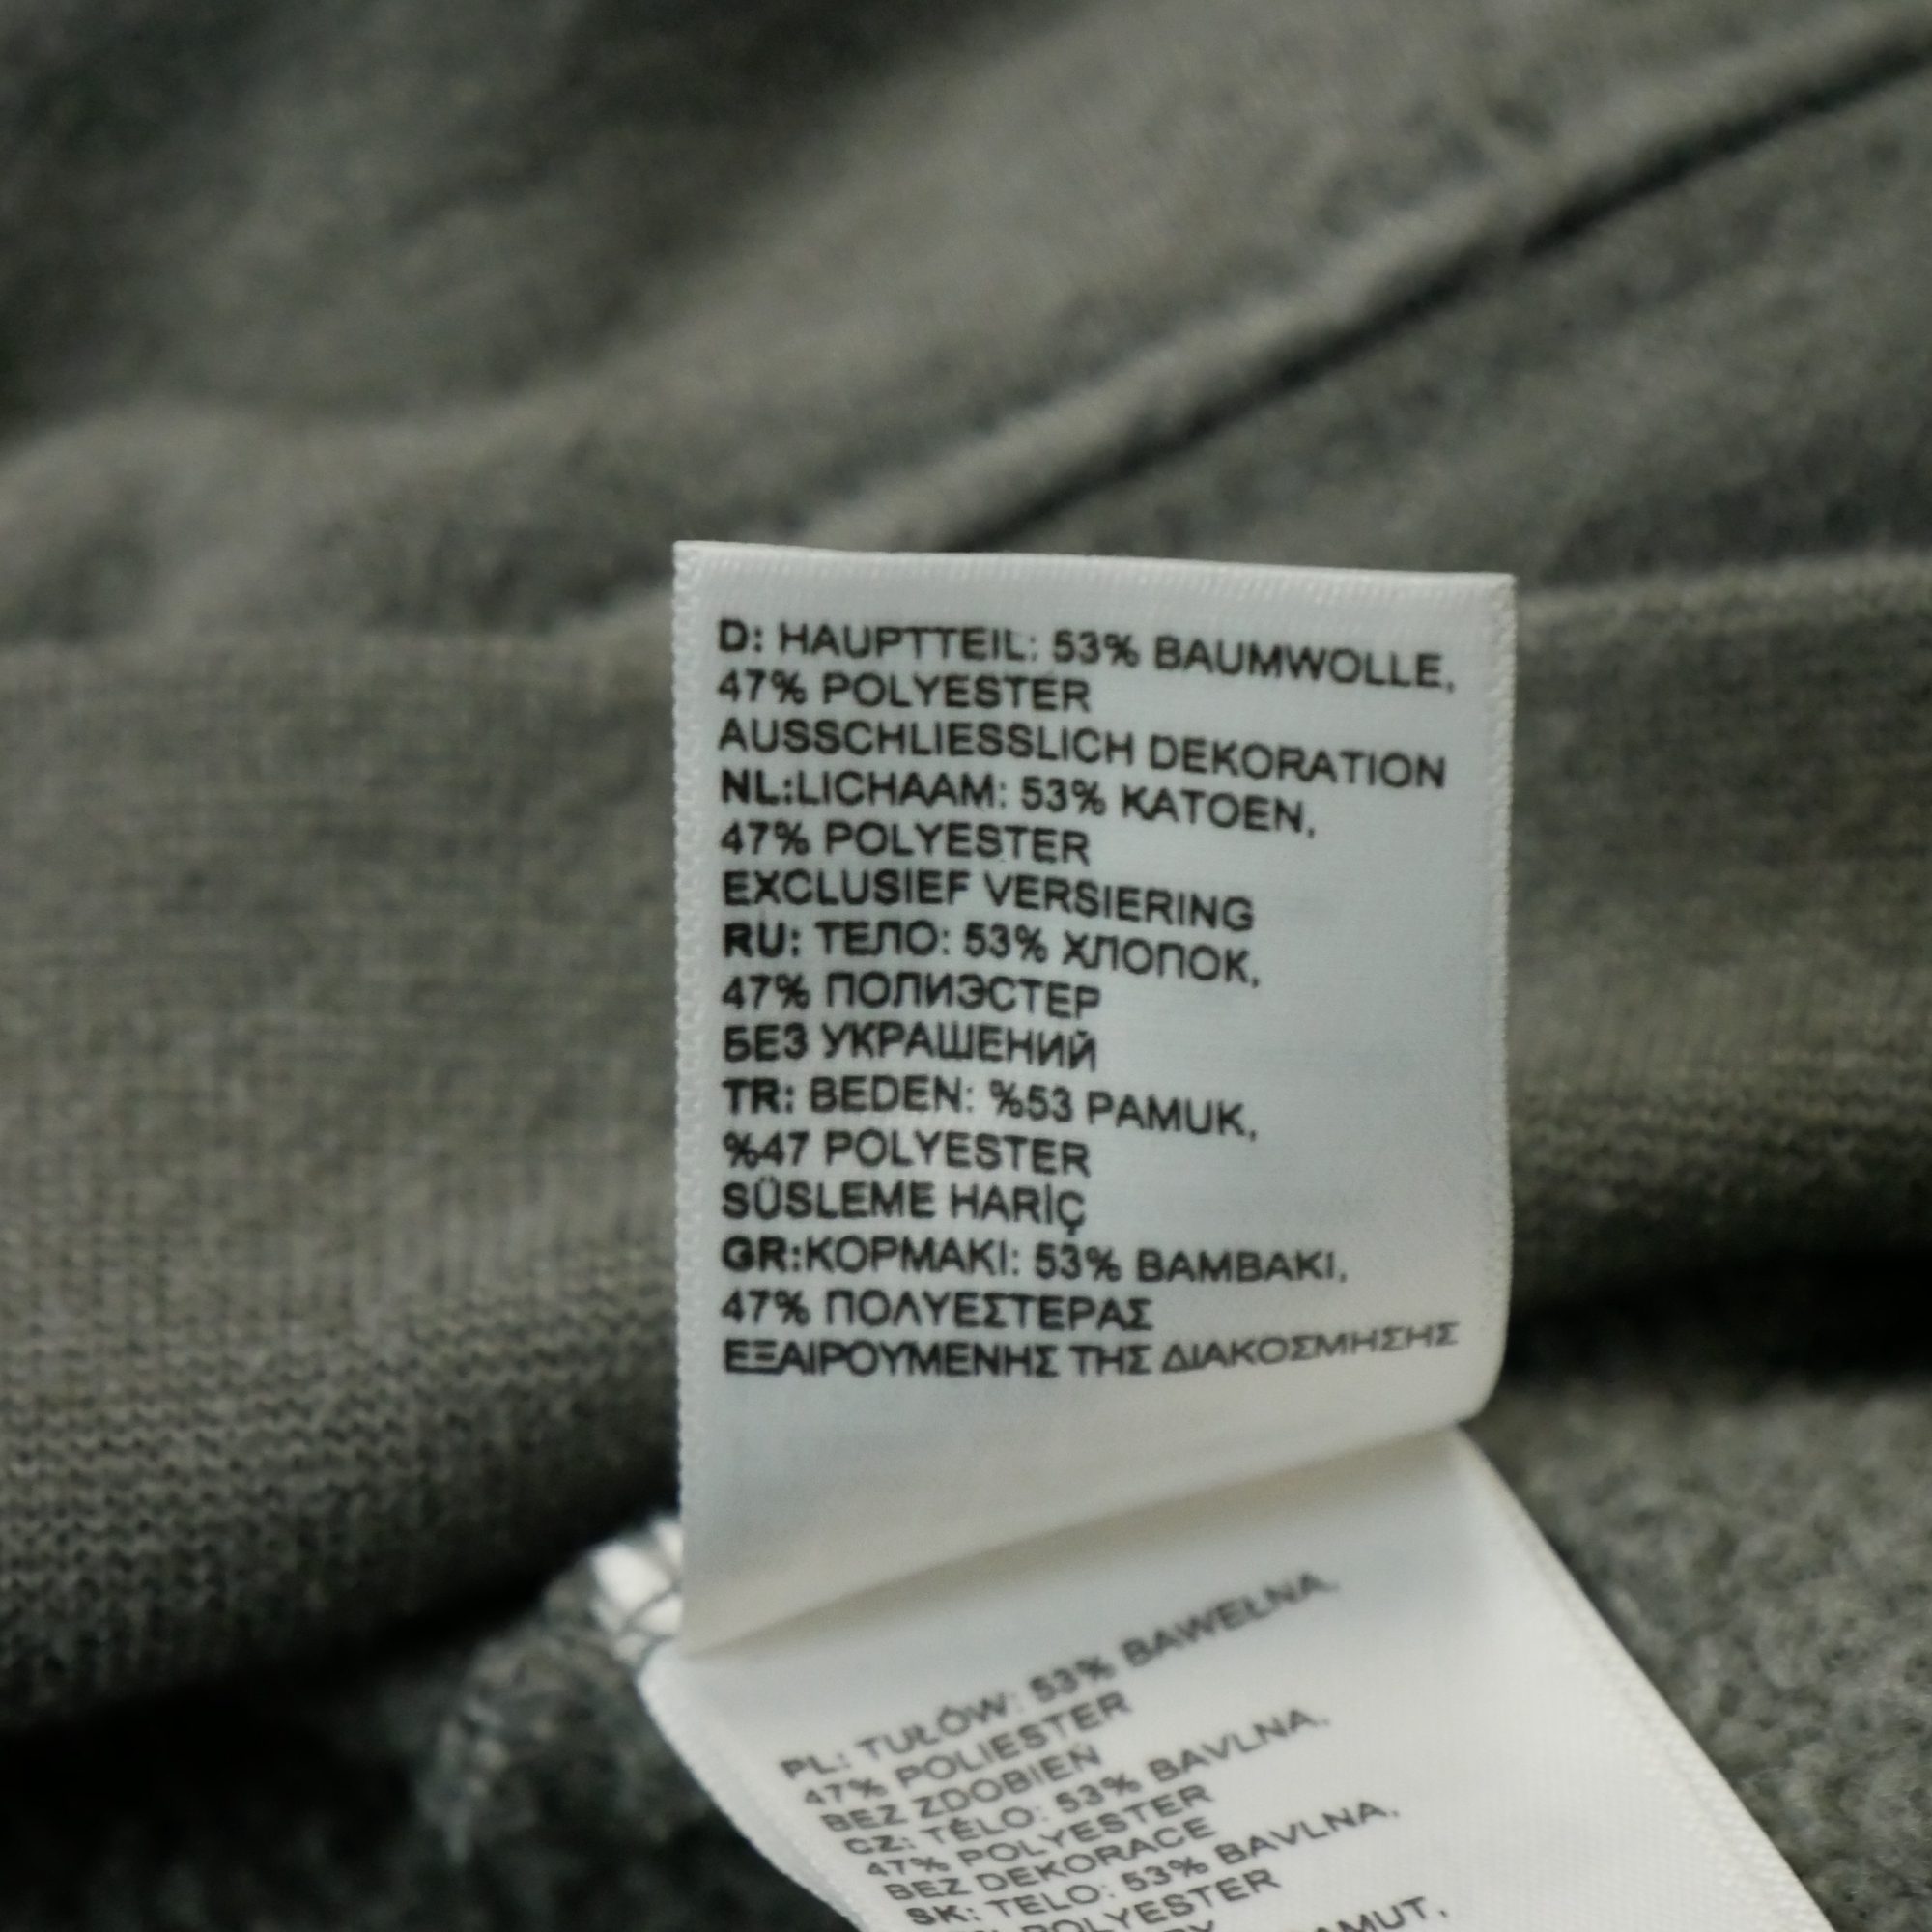 D: HAUPTTEIL: 53% BAUMWOLLE,
47% POLYESTER
AUSSCHLIESSLICH DEKORATION
NL:LICHAAM: 53% KATOEN,
47% POLYESTER
EXCLUSIEF VERSIERING
RU: ТЕЛО: 53% ХЛОПОК,
47% ПОЛИЭСТЕР
БЕЗ УКРАШЕНИЙ
TR: BEDEN: %53 PAMUK,
%47 POLYESTER
SÜSLEME HARİÇ
GR:ΚΟΡΜΑΚΙ: 53% ΒΑΜΒΑΚΙ,
47% ΠΟΛΥΕΣΤΕΡΑΣ
ΕΞΑΙΡΟΥΜΕΝΗΣ ΤΗΣ ΔΙΑΚΟΣΜΗΣΗΣ
PL: TUŁÓW: 53% BAWEŁNA,
47% POLIESTER
BEZ ZDOBIEŃ
CZ: TĚLO: 53% BAVLNA,
47% POLYESTER
BEZ DEKORACE
SK: TELO: 53% BAVLNA,
POLYESTER